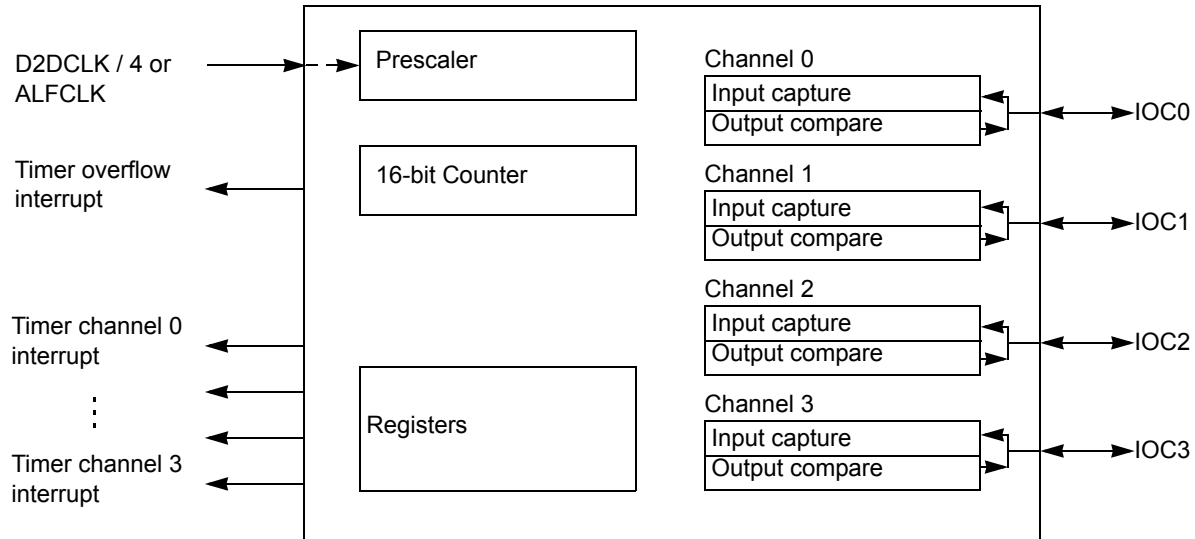 D2DCLK / 4 or
ALFCLK
Timer overflow
interrupt
Timer channel 0
interrupt
Timer channel 3
interrupt
Prescaler
16-bit Counter
Registers
Channel 0
Input capture
Output compare
IOC0
Channel 1
Input capture
Output compare
IOC1
Channel 2
Input capture
Output compare
IOC2
Channel 3
Input capture
Output compare
IOC3